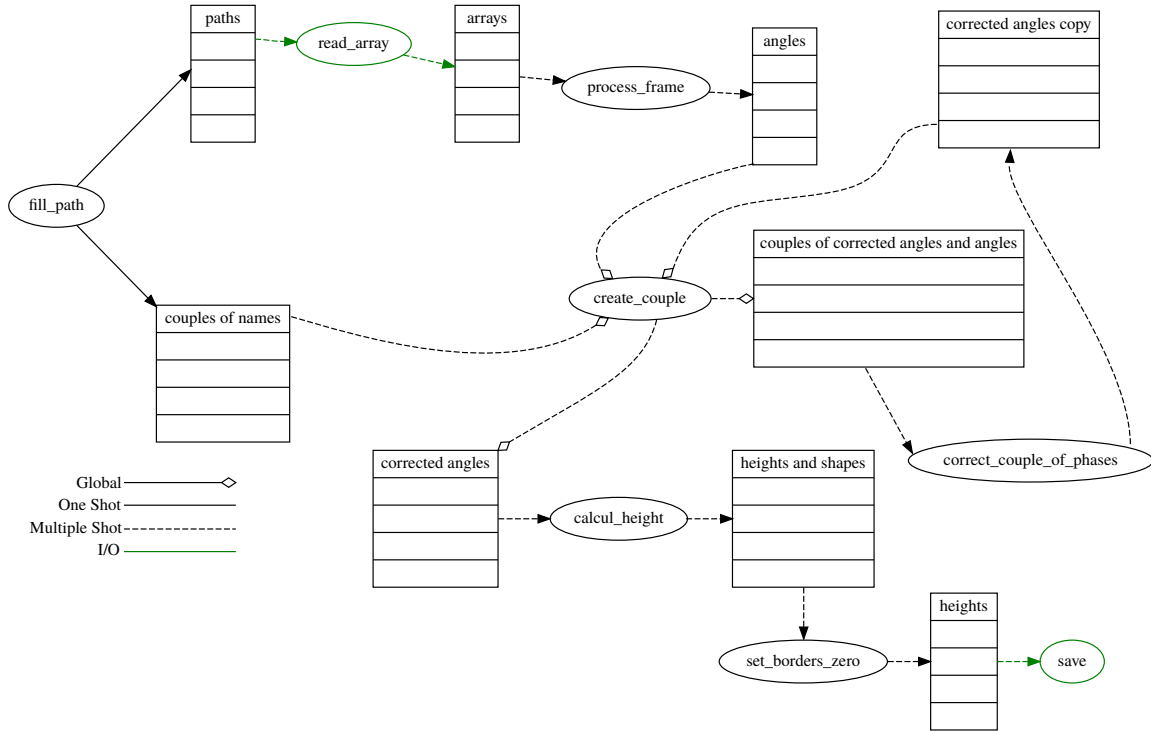 paths
arrays
corrected angles copy
read_array
angles
process_frame
fill_path
couples of corrected angles and angles
create_couple
couples of names
corrected angles
heights and shapes
correct_couple_of_phases
Global
One Shot
Multiple Shot
I/O
calcul_height
heights
set_borders_zero
save